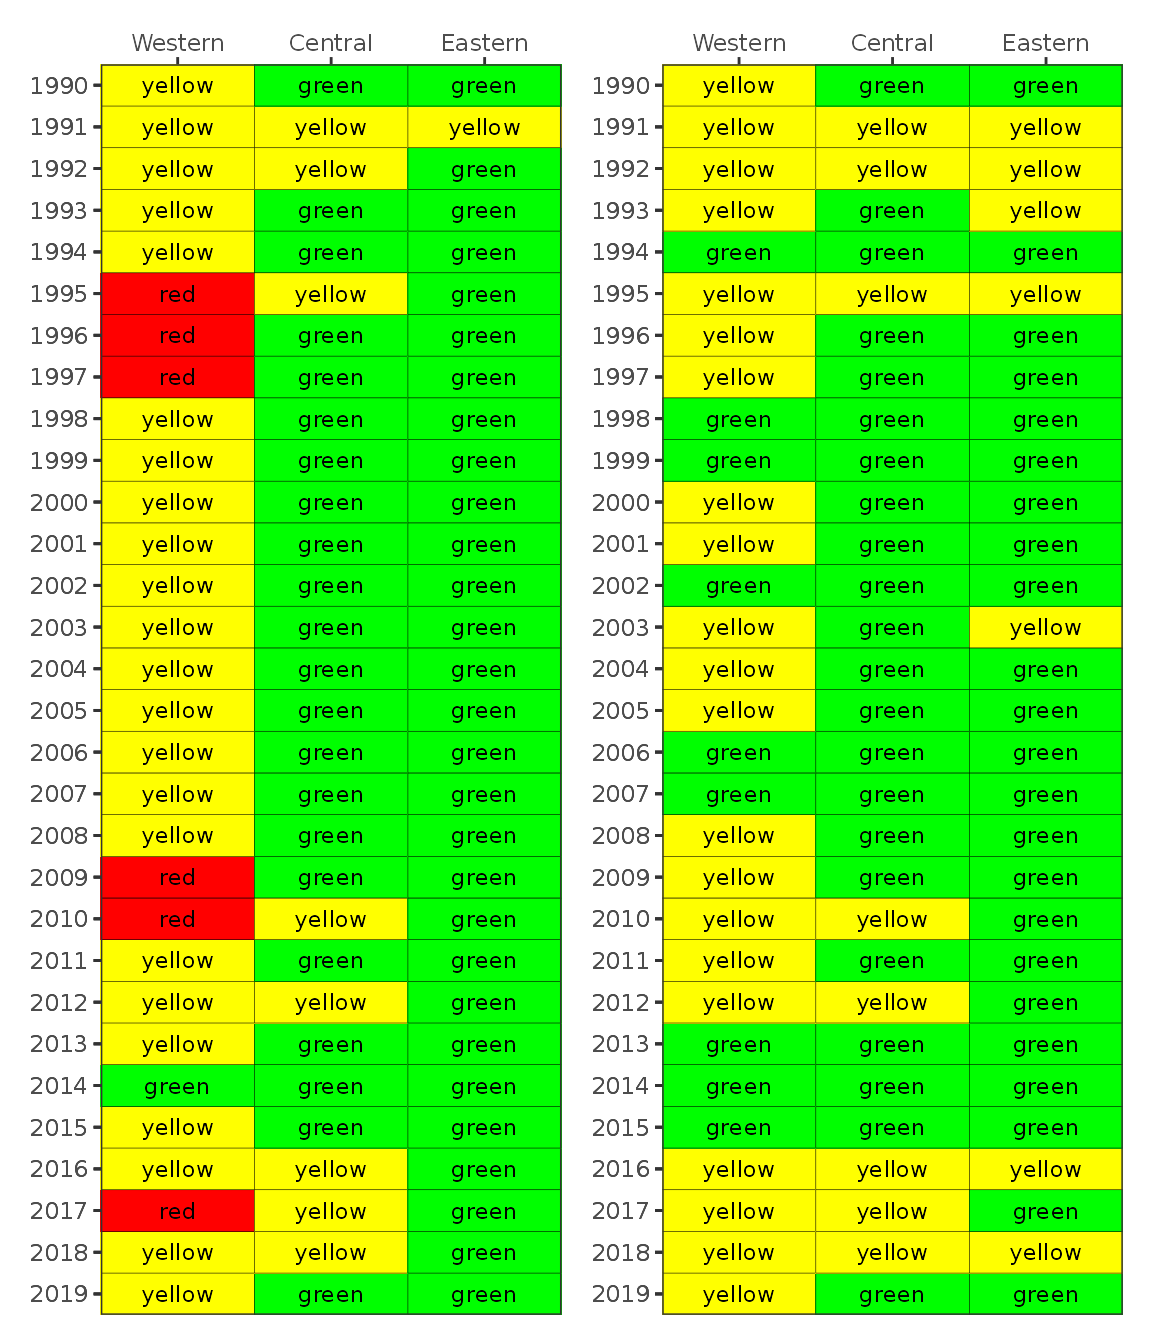 Western Central Eastern Western Central Eastern
1990 yellow green green 1990 yellow green green
1991 yellow yellow yellow 1991 yellow yellow yellow
1992 yellow yellow green 1992 yellow yellow yellow
1993 yellow green green 1993 yellow green yellow
1994 yellow green green 1994 green green green
1995 red yellow green 1995 yellow yellow yellow
1996 red green green 1996 yellow green green
1997 red green green 1997 yellow green green
1998 yellow green green 1998 green green green
1999 yellow green green 1999 green green green
2000 yellow green green 2000 yellow green green
2001 yellow green green 2001 yellow green green
2002 yellow green green 2002 green green green
2003 yellow green green 2003 yellow green yellow
2004 yellow green green 2004 yellow green green
2005 yellow green green 2005 yellow green green
2006 yellow green green 2006 green green green
2007 yellow green green 2007 green green green
2008 yellow green green 2008 yellow green green
2009 red green green 2009 yellow green green
2010 red yellow green 2010 yellow yellow green
2011 yellow green green 2011 yellow green green
2012 yellow yellow green 2012 yellow yellow green
2013 yellow green green 2013 green green green
2014 green green green 2014 green green green
2015 yellow green green 2015 green green green
2016 yellow yellow green 2016 yellow yellow yellow
2017 red yellow green 2017 yellow yellow green
2018 yellow yellow green 2018 yellow yellow yellow
2019 yellow green green 2019 yellow green green